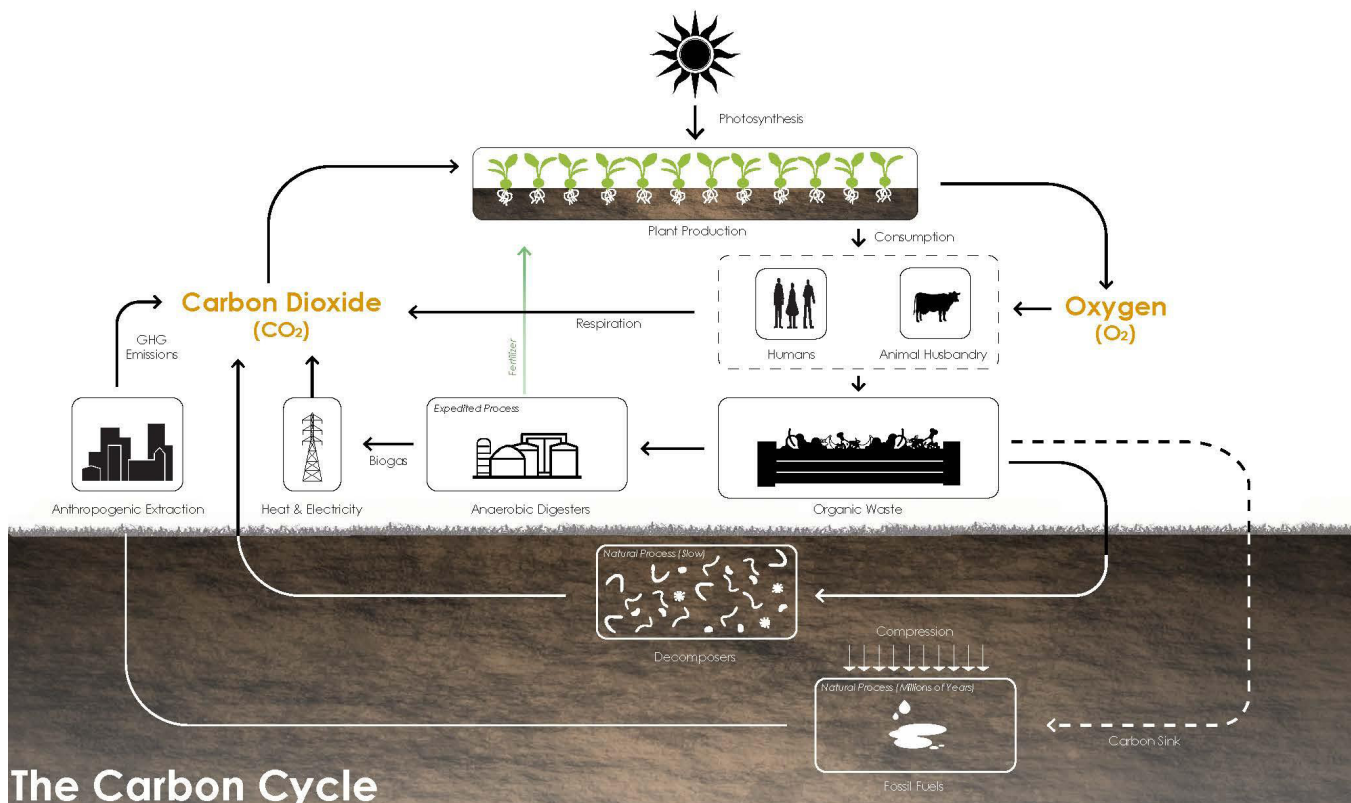 Photosynthesis
Plant Production
Consumption
Carbon Dioxide
(CO₂)
Respiration
Humans
Animal Husbandry
Oxygen
(O₂)
GHG
Emissions
Fertilizer
Expedited Process
Biogas
Anthropogenic Extraction
Heat & Electricity
Anaerobic Digesters
Organic Waste
Natural Process (Slow)
Decomposers
Compression
Natural Process (Millions of Years)
Carbon Sink
Fossil Fuels
The Carbon Cycle